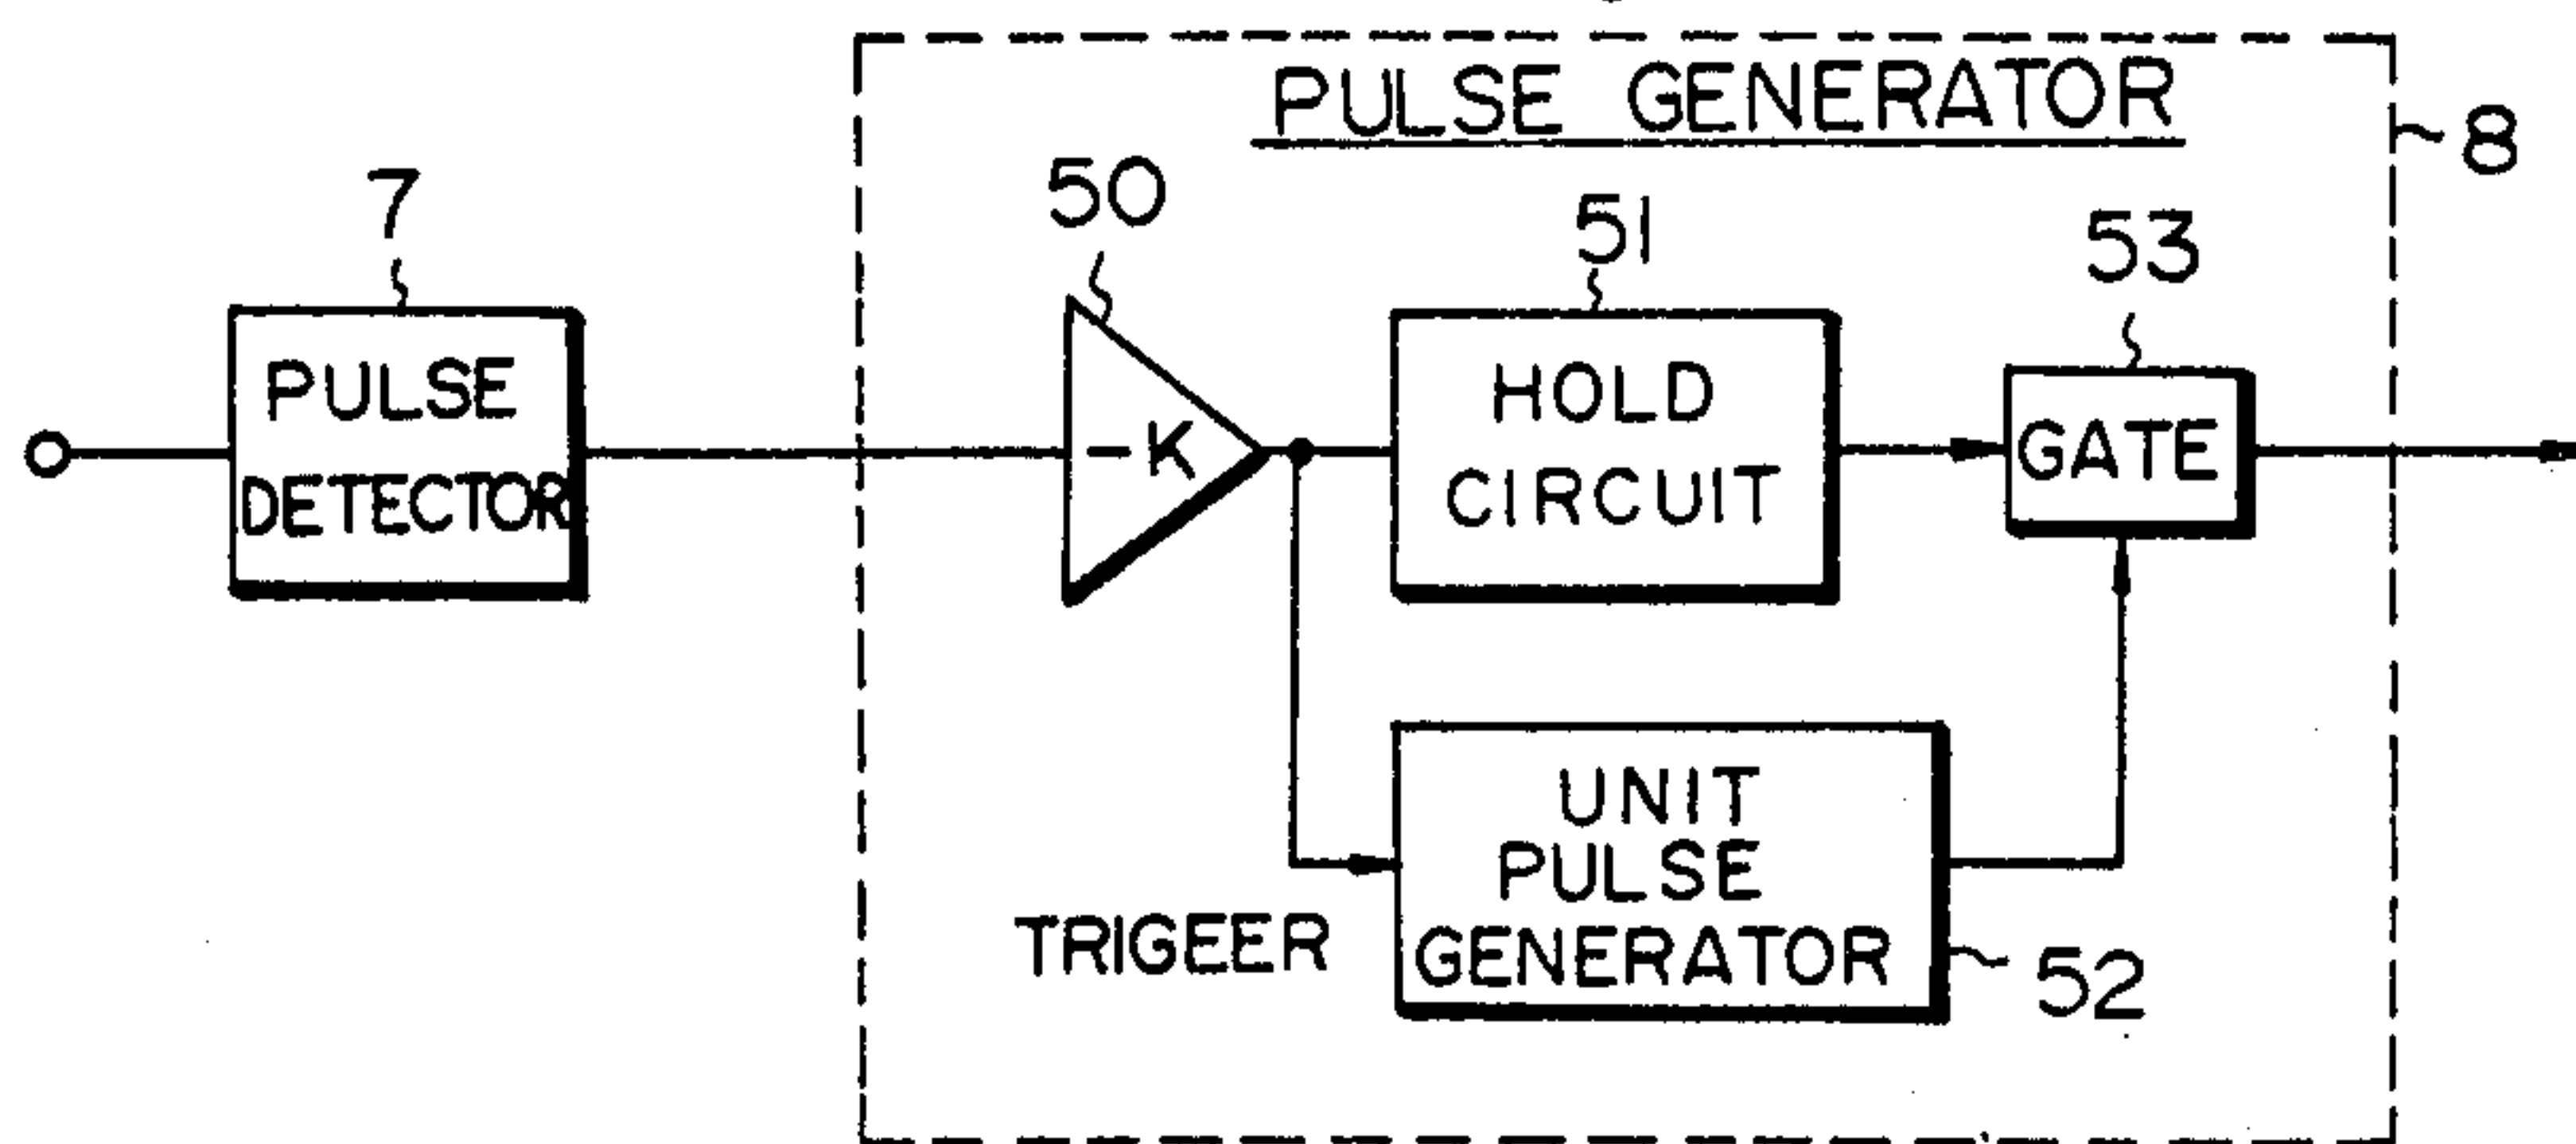 PULSE GENERATOR
8
7
50
51
53
PULSE
DETECTOR
-K
HOLD
CIRCUIT
GATE
UNIT
PULSE
GENERATOR
TRIGEER
52